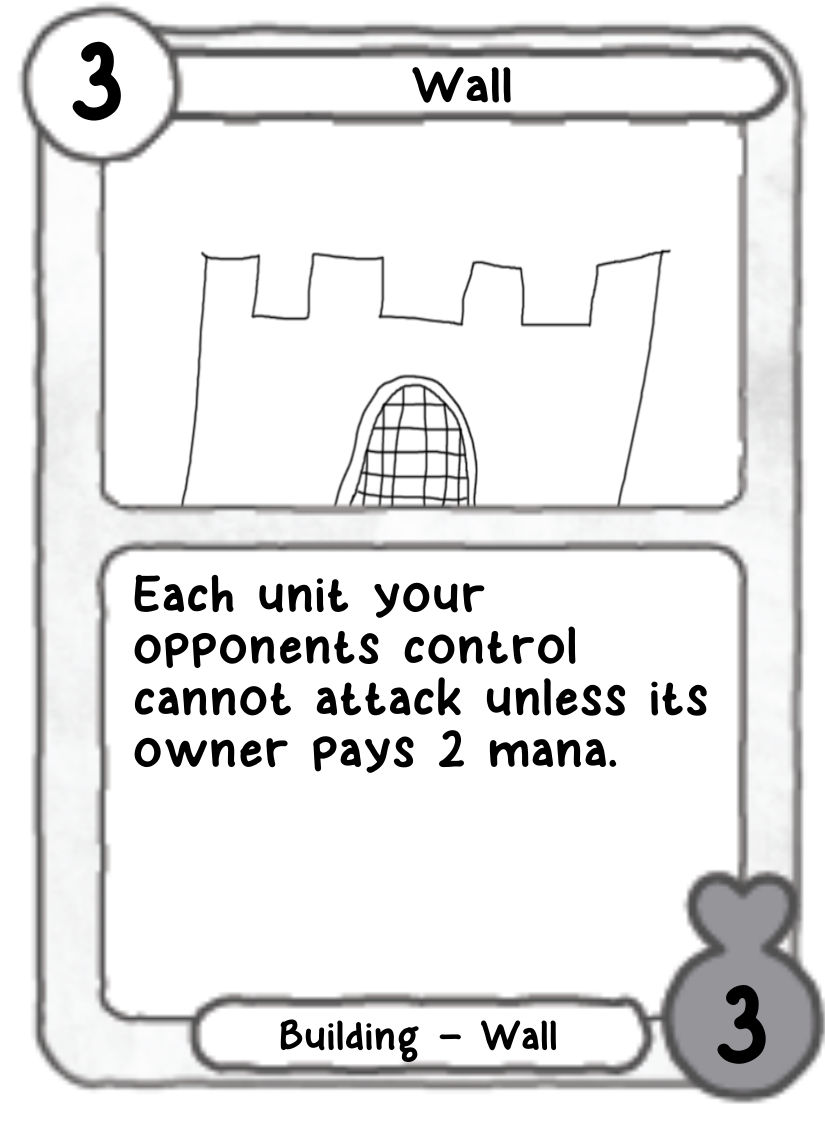 3
Wall
Each unit your
opponents control
cannot attack unless its
owner pays 2 mana.
Building – Wall
3